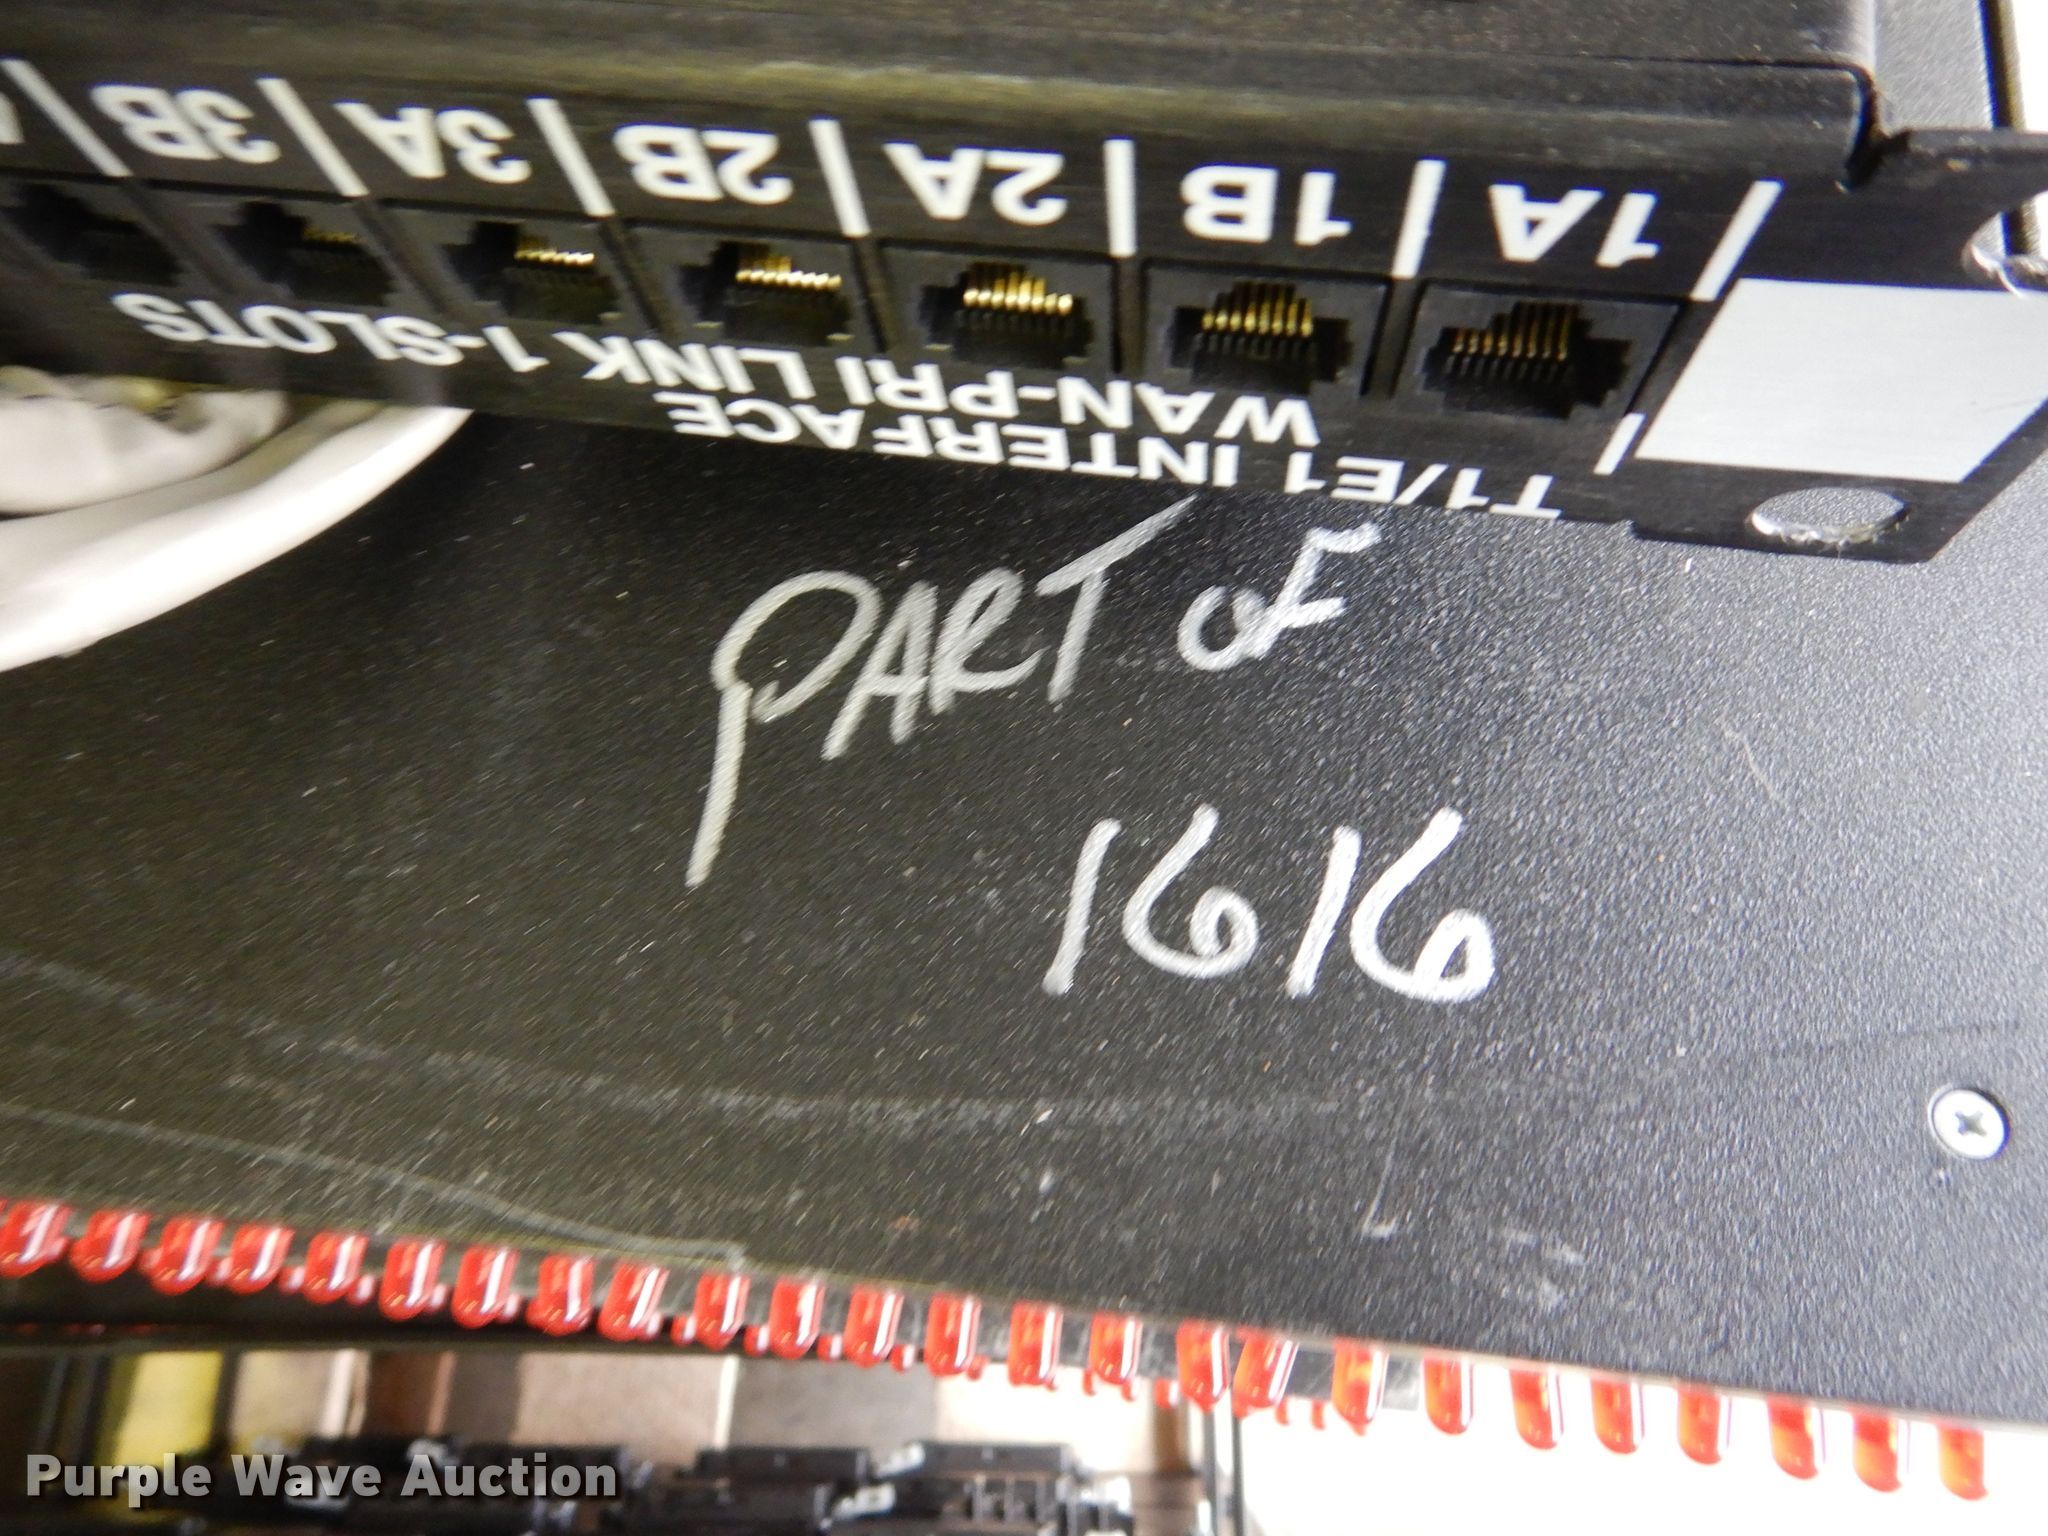 1A | 1B | 2A | 2B | 3A | 3B |
T1/E1 INTERFACE
WAN-PRI LINK 1-SLOTS
PART OF
1616
Purple Wave Auction